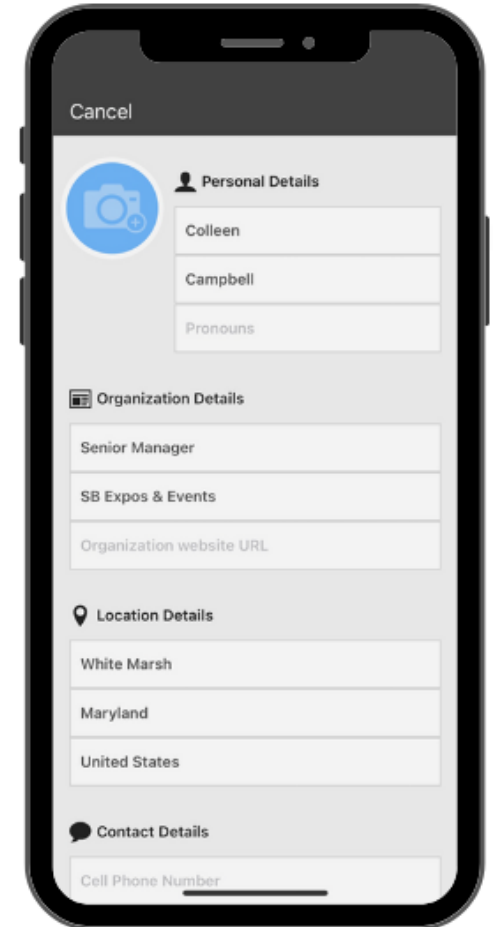 Cancel
Personal Details
Colleen
Campbell
Pronouns
Organization Details
Senior Manager
SB Expos & Events
Organization website URL
Location Details
White Marsh
Maryland
United States
Contact Details
Cell Phone Number